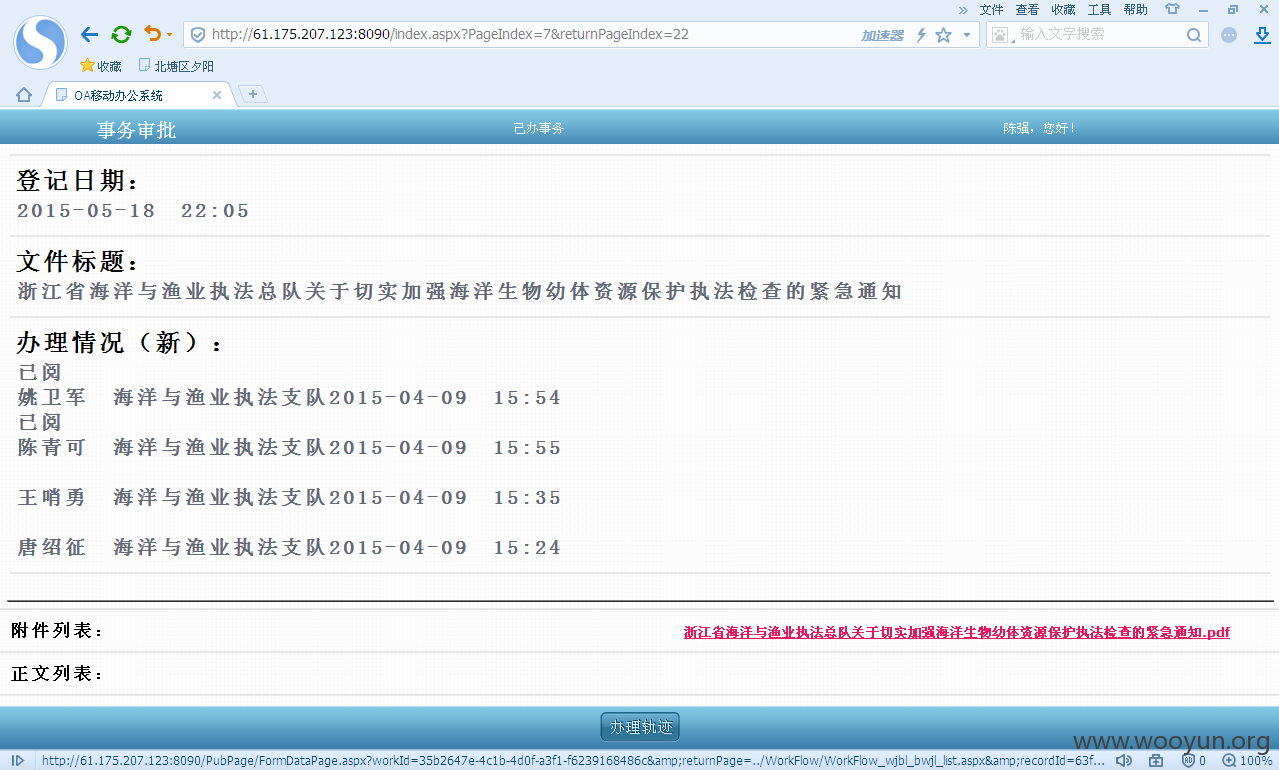 文件 查看 收藏 工具 帮助
http://61.175.207.123:8090/index.aspx?PageIndex=7&returnPageIndex=22
加速器
输入文字搜索
收藏 北塘区夕阳
OA移动办公系统
事务审批 已办事务 陈强，您好！
登记日期：
2015-05-18 22:05
文件标题：
浙江省海洋与渔业执法总队关于切实加强海洋生物幼体资源保护执法检查的紧急通知
办理情况（新）：
已阅
姚卫军 海洋与渔业执法支队2015-04-09 15:54
已阅
陈青可 海洋与渔业执法支队2015-04-09 15:55
王哨勇 海洋与渔业执法支队2015-04-09 15:35
唐绍征 海洋与渔业执法支队2015-04-09 15:24
附件列表： 浙江省海洋与渔业执法总队关于切实加强海洋生物幼体资源保护执法检查的紧急通知.pdf
正文列表：
办理轨迹
www.wooyun.org
http://61.175.207.123:8090/PubPage/FormDataPage.aspx?workId=35b2647e-4c1b-4d0f-a3f1-f6239168486c&amp;returnPage=../WorkFlow/WorkFlow_wjbl_bwjl_list.aspx&amp;recordId=63f... 0 100%